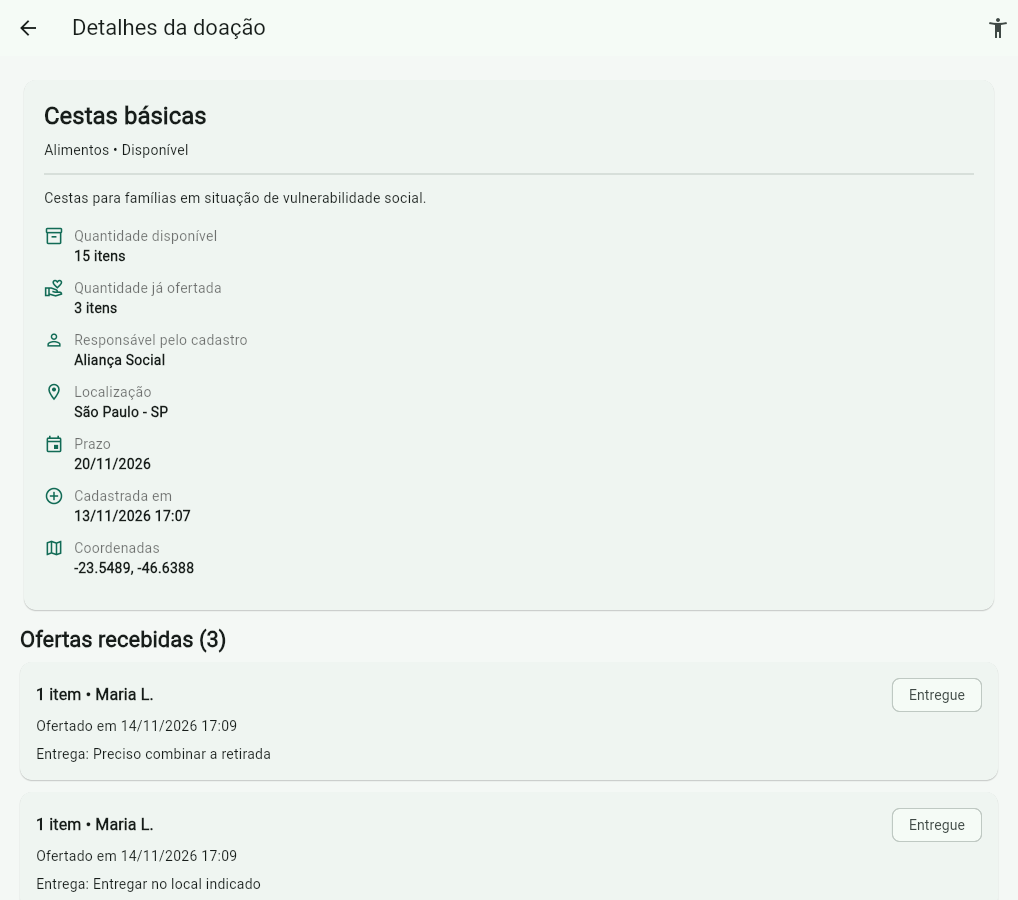 Detalhes da doação
Cestas básicas
Alimentos • Disponível
Cestas para famílias em situação de vulnerabilidade social.
Quantidade disponível
15 itens
Quantidade já ofertada
3 itens
Responsável pelo cadastro
Aliança Social
Localização
São Paulo - SP
Prazo
20/11/2026
Cadastrada em
13/11/2026 17:07
Coordenadas
-23.5489, -46.6388
Ofertas recebidas (3)
1 item • Maria L.
Entregue
Ofertado em 14/11/2026 17:09
Entrega: Preciso combinar a retirada
1 item • Maria L.
Entregue
Ofertado em 14/11/2026 17:09
Entrega: Entregar no local indicado